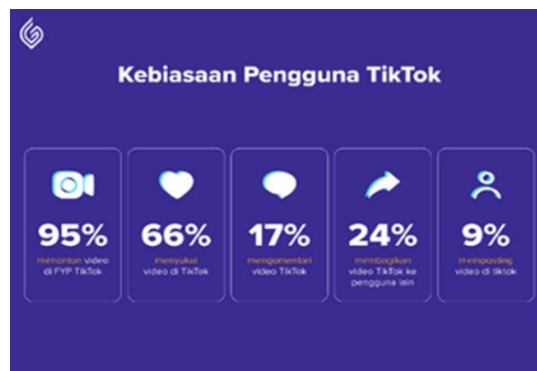 Kebiasaan Pengguna TikTok
95%
menonton video
di FYP TikTok
66%
menyukai
video di TikTok
17%
mengomentari
video TikTok
24%
membagikan
video TikTok ke
pengguna lain
9%
memposting
video di tiktok